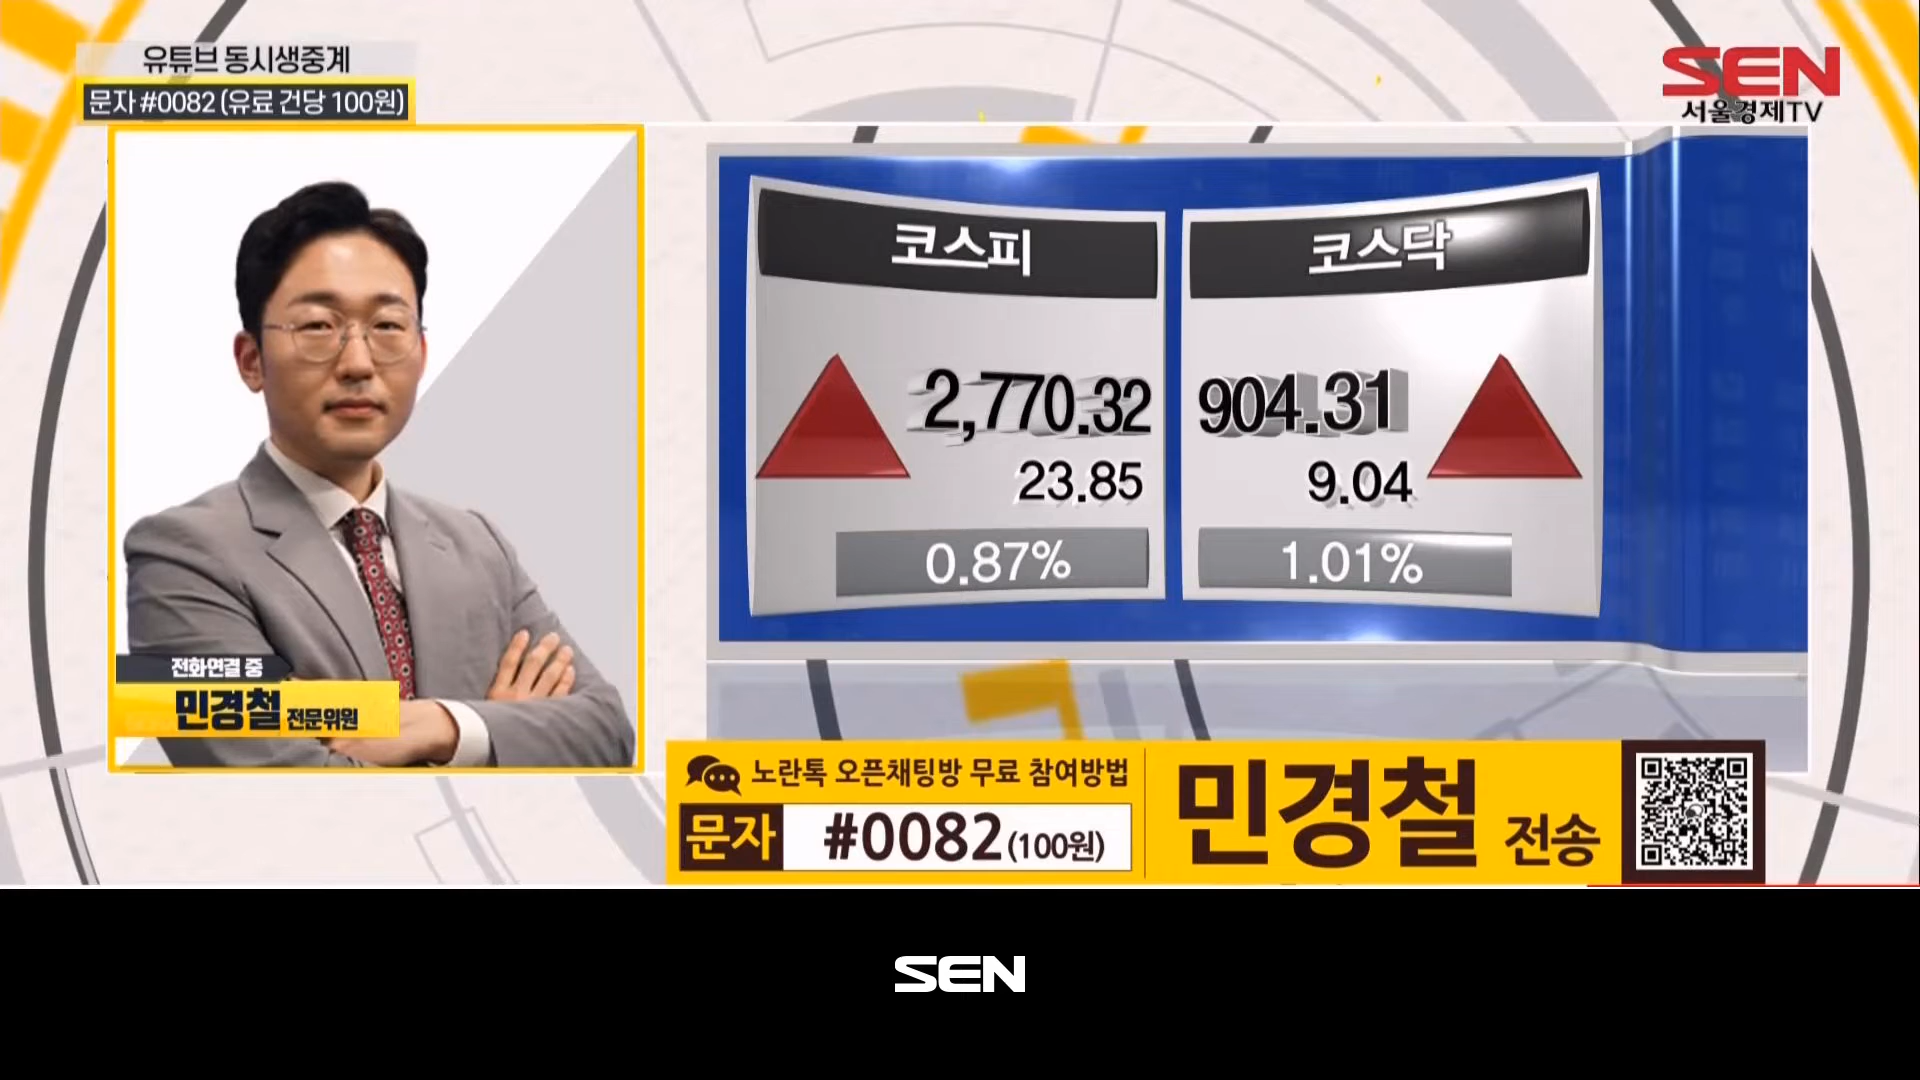 유튜브 동시생중계
문자 #0082 (유료 건당 100원)
SEN
서울경제TV
코스피
2,770.32
23.85
0.87%
코스닥
904.31
9.04
1.01%
전화연결 중
민경철 전문위원
노란톡 오픈채팅방 무료 참여방법
문자 #0082 (100원)
민경철 전송
SEN